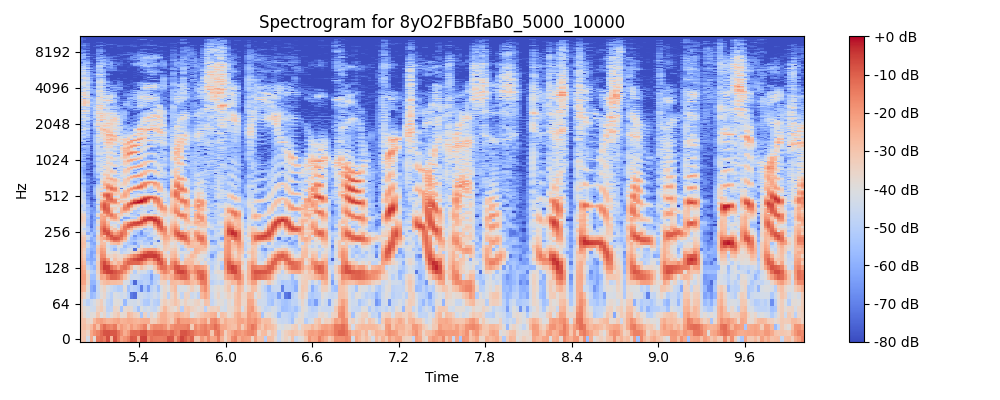 Spectrogram for 8yO2FBBfaB0_5000_10000
Hz
8192
4096
2048
1024
512
256
128
64
0
5.4 6.0 6.6 7.2 7.8 8.4 9.0 9.6
Time
+0 dB
-10 dB
-20 dB
-30 dB
-40 dB
-50 dB
-60 dB
-70 dB
-80 dB